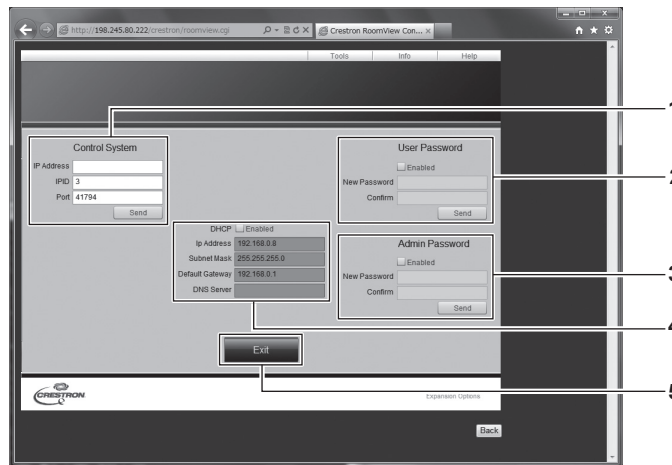 http://198.245.80.222/crestron/roomview.cgi
Crestron RoomView Con... ×
Tools Info Help
Control System
IP Address
IPID 3
Port 41794
Send
User Password
Enabled
New Password
Confirm
Send
DHCP Enabled
Ip Address 192.168.0.8
Subnet Mask 255.255.255.0
Default Gateway 192.168.0.1
DNS Server
Admin Password
Enabled
New Password
Confirm
Send
Exit
CRESTRON
Expansion Options
Back
1
2
3
4
5